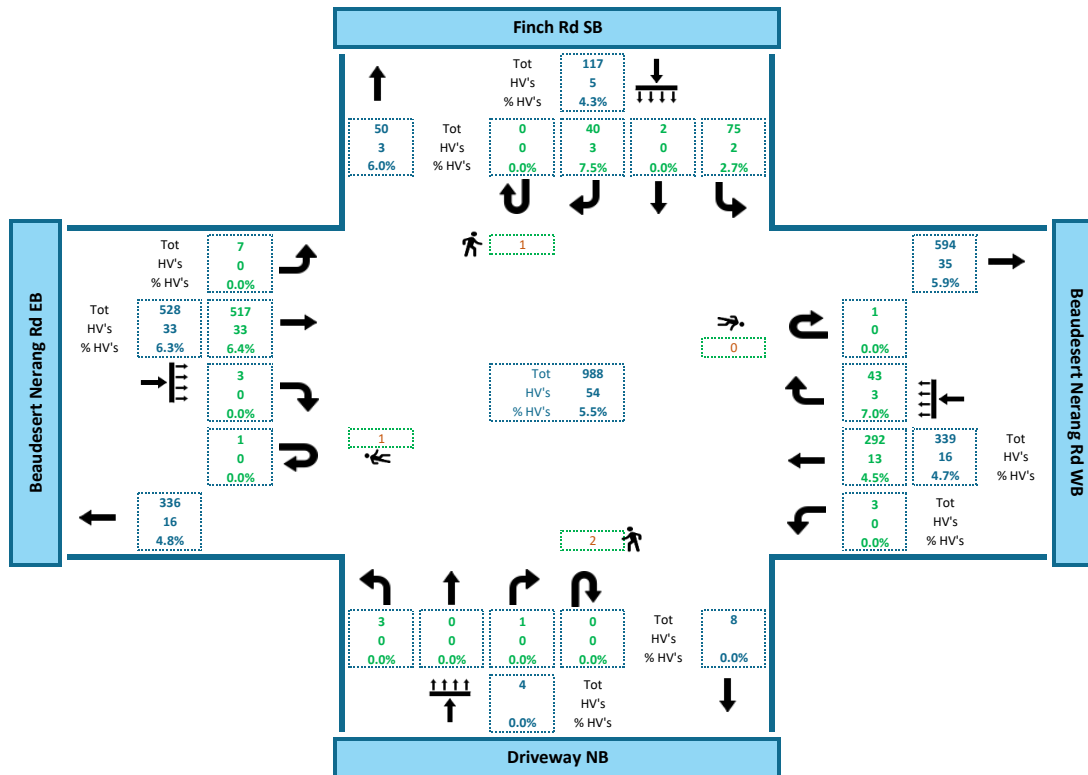 Finch Rd SB
Tot 117
HV's 5
% HV's 4.3%
50 Tot 0 40 2 75
3 HV's 0 3 0 2
6.0% % HV's 0.0% 7.5% 0.0% 2.7%
1
Tot 7
HV's 0
% HV's 0.0%
594
35
5.9%
Beaudesert Nerang Rd EB
Tot 528 517
HV's 33 33
% HV's 6.3% 6.4%
0
1
0
0.0%
Beaudesert Nerang Rd WB
3
0
0.0%
Tot 988
HV's 54
% HV's 5.5%
43
3
7.0%
1
0
0.0%
1
292 339 Tot
13 16 HV's
4.5% 4.7% % HV's
336
16
4.8%
3 Tot
0 HV's
0.0% % HV's
2
3 0 1 0 Tot 8
0 0 0 0 HV's
0.0% 0.0% 0.0% 0.0% % HV's 0.0%
4 Tot
HV's
0.0% % HV's
Driveway NB